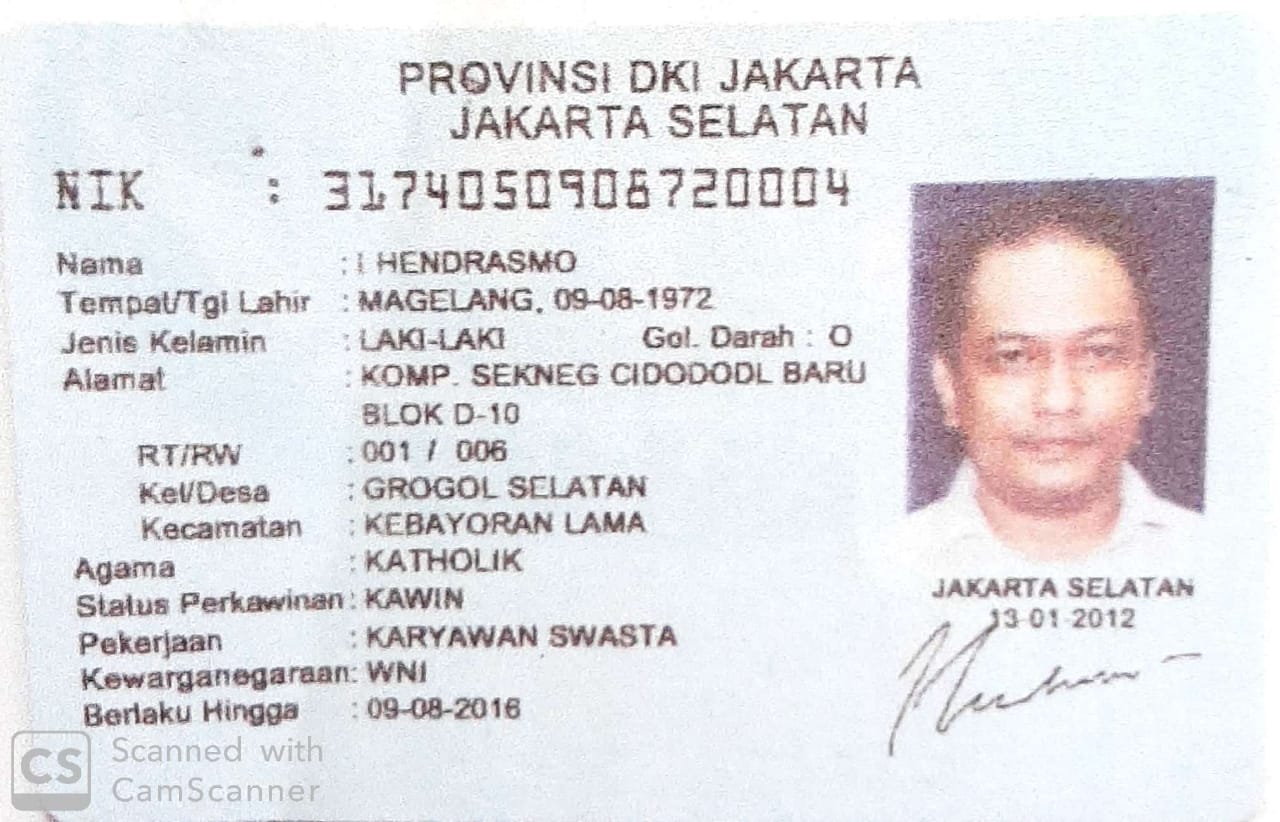 PROVINSI DKI JAKARTA
JAKARTA SELATAN
NIK : 3174050908720004
Nama : I HENDRASMO
Tempat/Tgl Lahir : MAGELANG, 09-08-1972
Jenis Kelamin : LAKI-LAKI Gol. Darah : O
Alamat : KOMP. SEKNEG CIDODODL BARU
BLOK D-10
RT/RW : 001 / 006
Kel/Desa : GROGOL SELATAN
Kecamatan : KEBAYORAN LAMA
Agama : KATHOLIK
Status Perkawinan : KAWIN
Pekerjaan : KARYAWAN SWASTA
Kewarganegaraan : WNI
Berlaku Hingga : 09-08-2016
JAKARTA SELATAN
13-01-2012
CS Scanned with
CamScanner